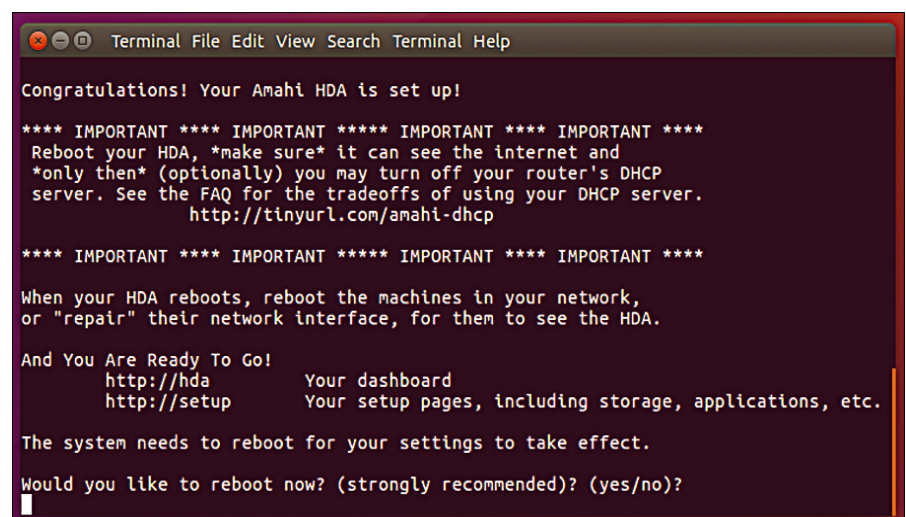 Terminal File Edit View Search Terminal Help
Congratulations! Your Amahi HDA is set up!
**** IMPORTANT **** IMPORTANT ***** IMPORTANT **** IMPORTANT ****
Reboot your HDA, *make sure* it can see the internet and
*only then* (optionally) you may turn off your router's DHCP
server. See the FAQ for the tradeoffs of using your DHCP server.
http://tinyurl.com/amahi-dhcp
**** IMPORTANT **** IMPORTANT ***** IMPORTANT **** IMPORTANT ****
When your HDA reboots, reboot the machines in your network,
or "repair" their network interface, for them to see the HDA.
And You Are Ready To Go!
http://hda Your dashboard
http://setup Your setup pages, including storage, applications, etc.
The system needs to reboot for your settings to take effect.
Would you like to reboot now? (strongly recommended)? (yes/no)?